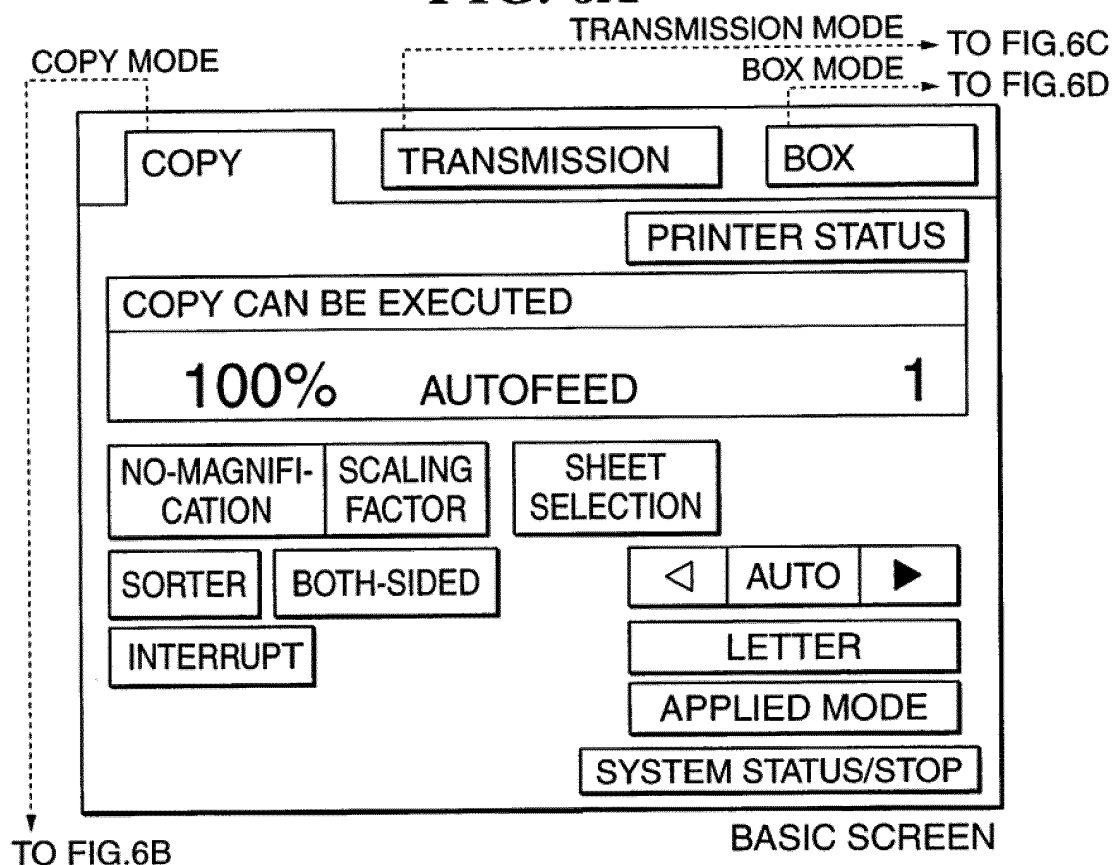 TRANSMISSION MODE
TO FIG.6C
COPY MODE
BOX MODE
TO FIG.6D
COPY
TRANSMISSION
BOX
PRINTER STATUS
COPY CAN BE EXECUTED
100% AUTOFEED 1
NO-MAGNIFI-
CATION
SCALING
FACTOR
SHEET
SELECTION
SORTER
BOTH-SIDED
◁ AUTO ▶
INTERRUPT
LETTER
APPLIED MODE
SYSTEM STATUS/STOP
BASIC SCREEN
TO FIG.6B